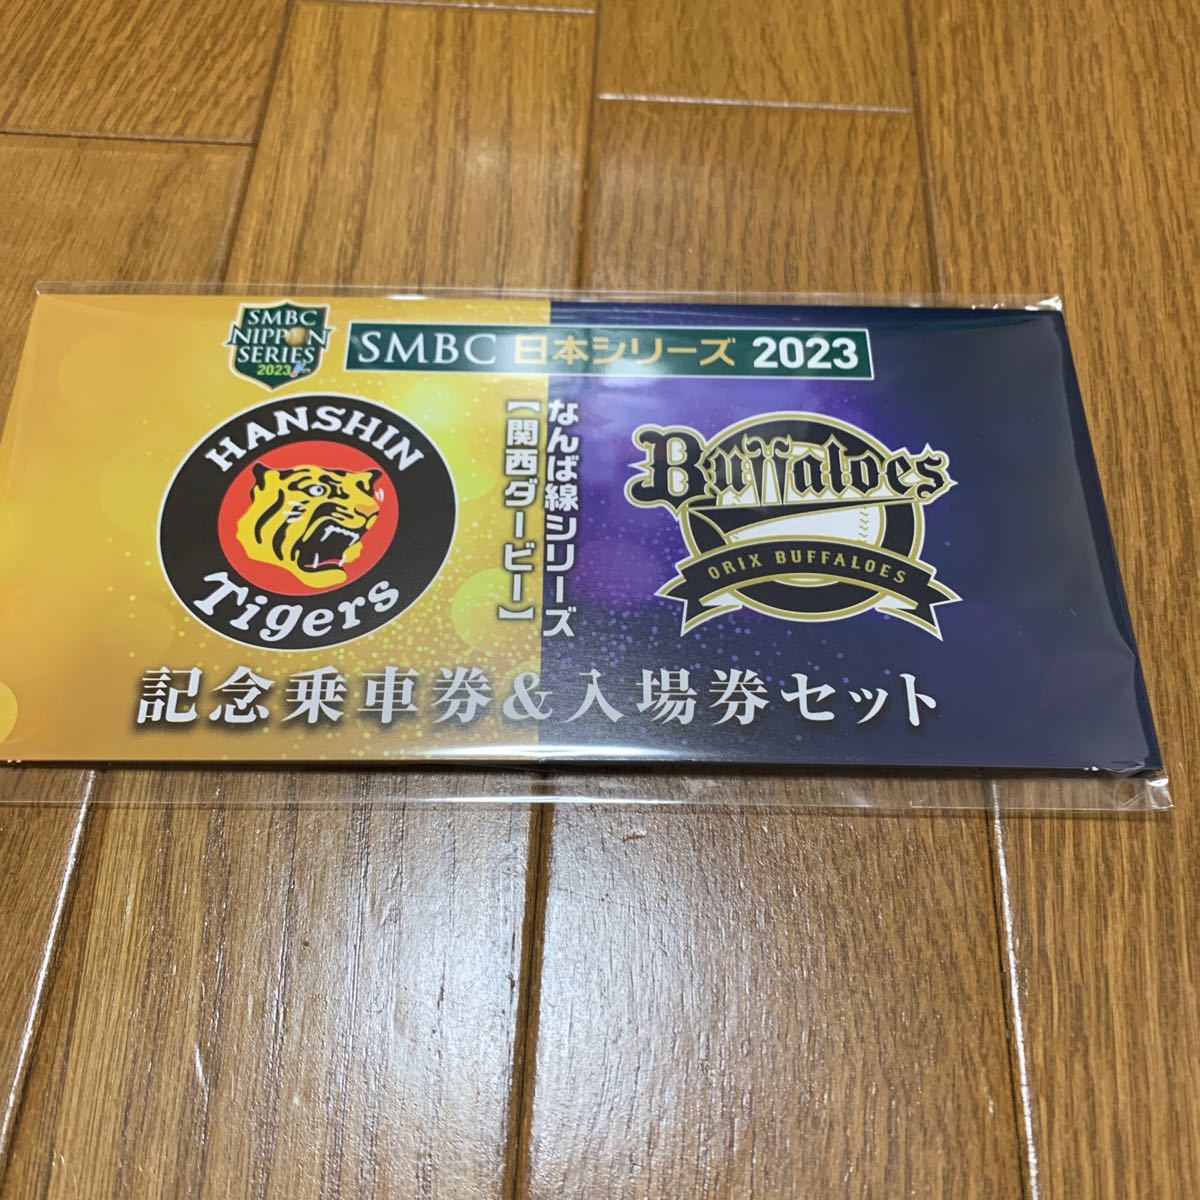 SMBC
NIPPON
SERIES
2023
SMBC 日本シリーズ 2023
HANSHIN
Tigers
なんば線シリーズ
【関西ダービー】
Buffaloes
ORIX BUFFALOES
記念乗車券&入場券セット